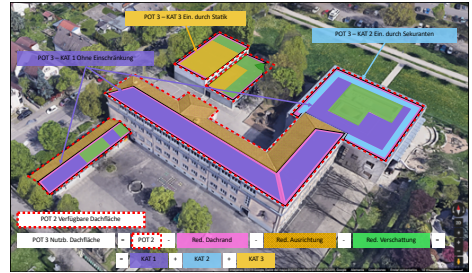 POT 3 – KAT 3 Ein. durch Statik
POT 3 – KAT 2 Ein. durch Sekuranten
POT 3 – KAT 1 Ohne Einschränkung
POT 2 Verfügbare Dachfläche
POT 3 Nutzb. Dachfläche = POT 2 - Red. Dachrand - Red. Ausrichtung - Red. Verschattung =
= KAT 1 + KAT 2 + KAT 3